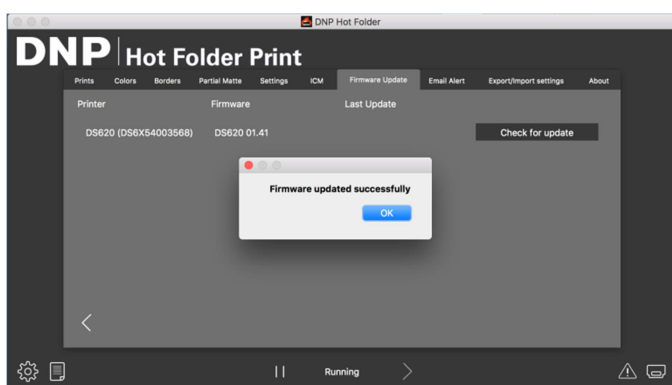 DNP Hot Folder
DNP Hot Folder Print
Prints Colors Borders Partial Matte Settings ICM Firmware Update Email Alert Export/Import settings About
Printer Firmware Last Update
DS620 (DS6X54003568) DS620 01.41 Check for update
Firmware updated successfully
OK
Running